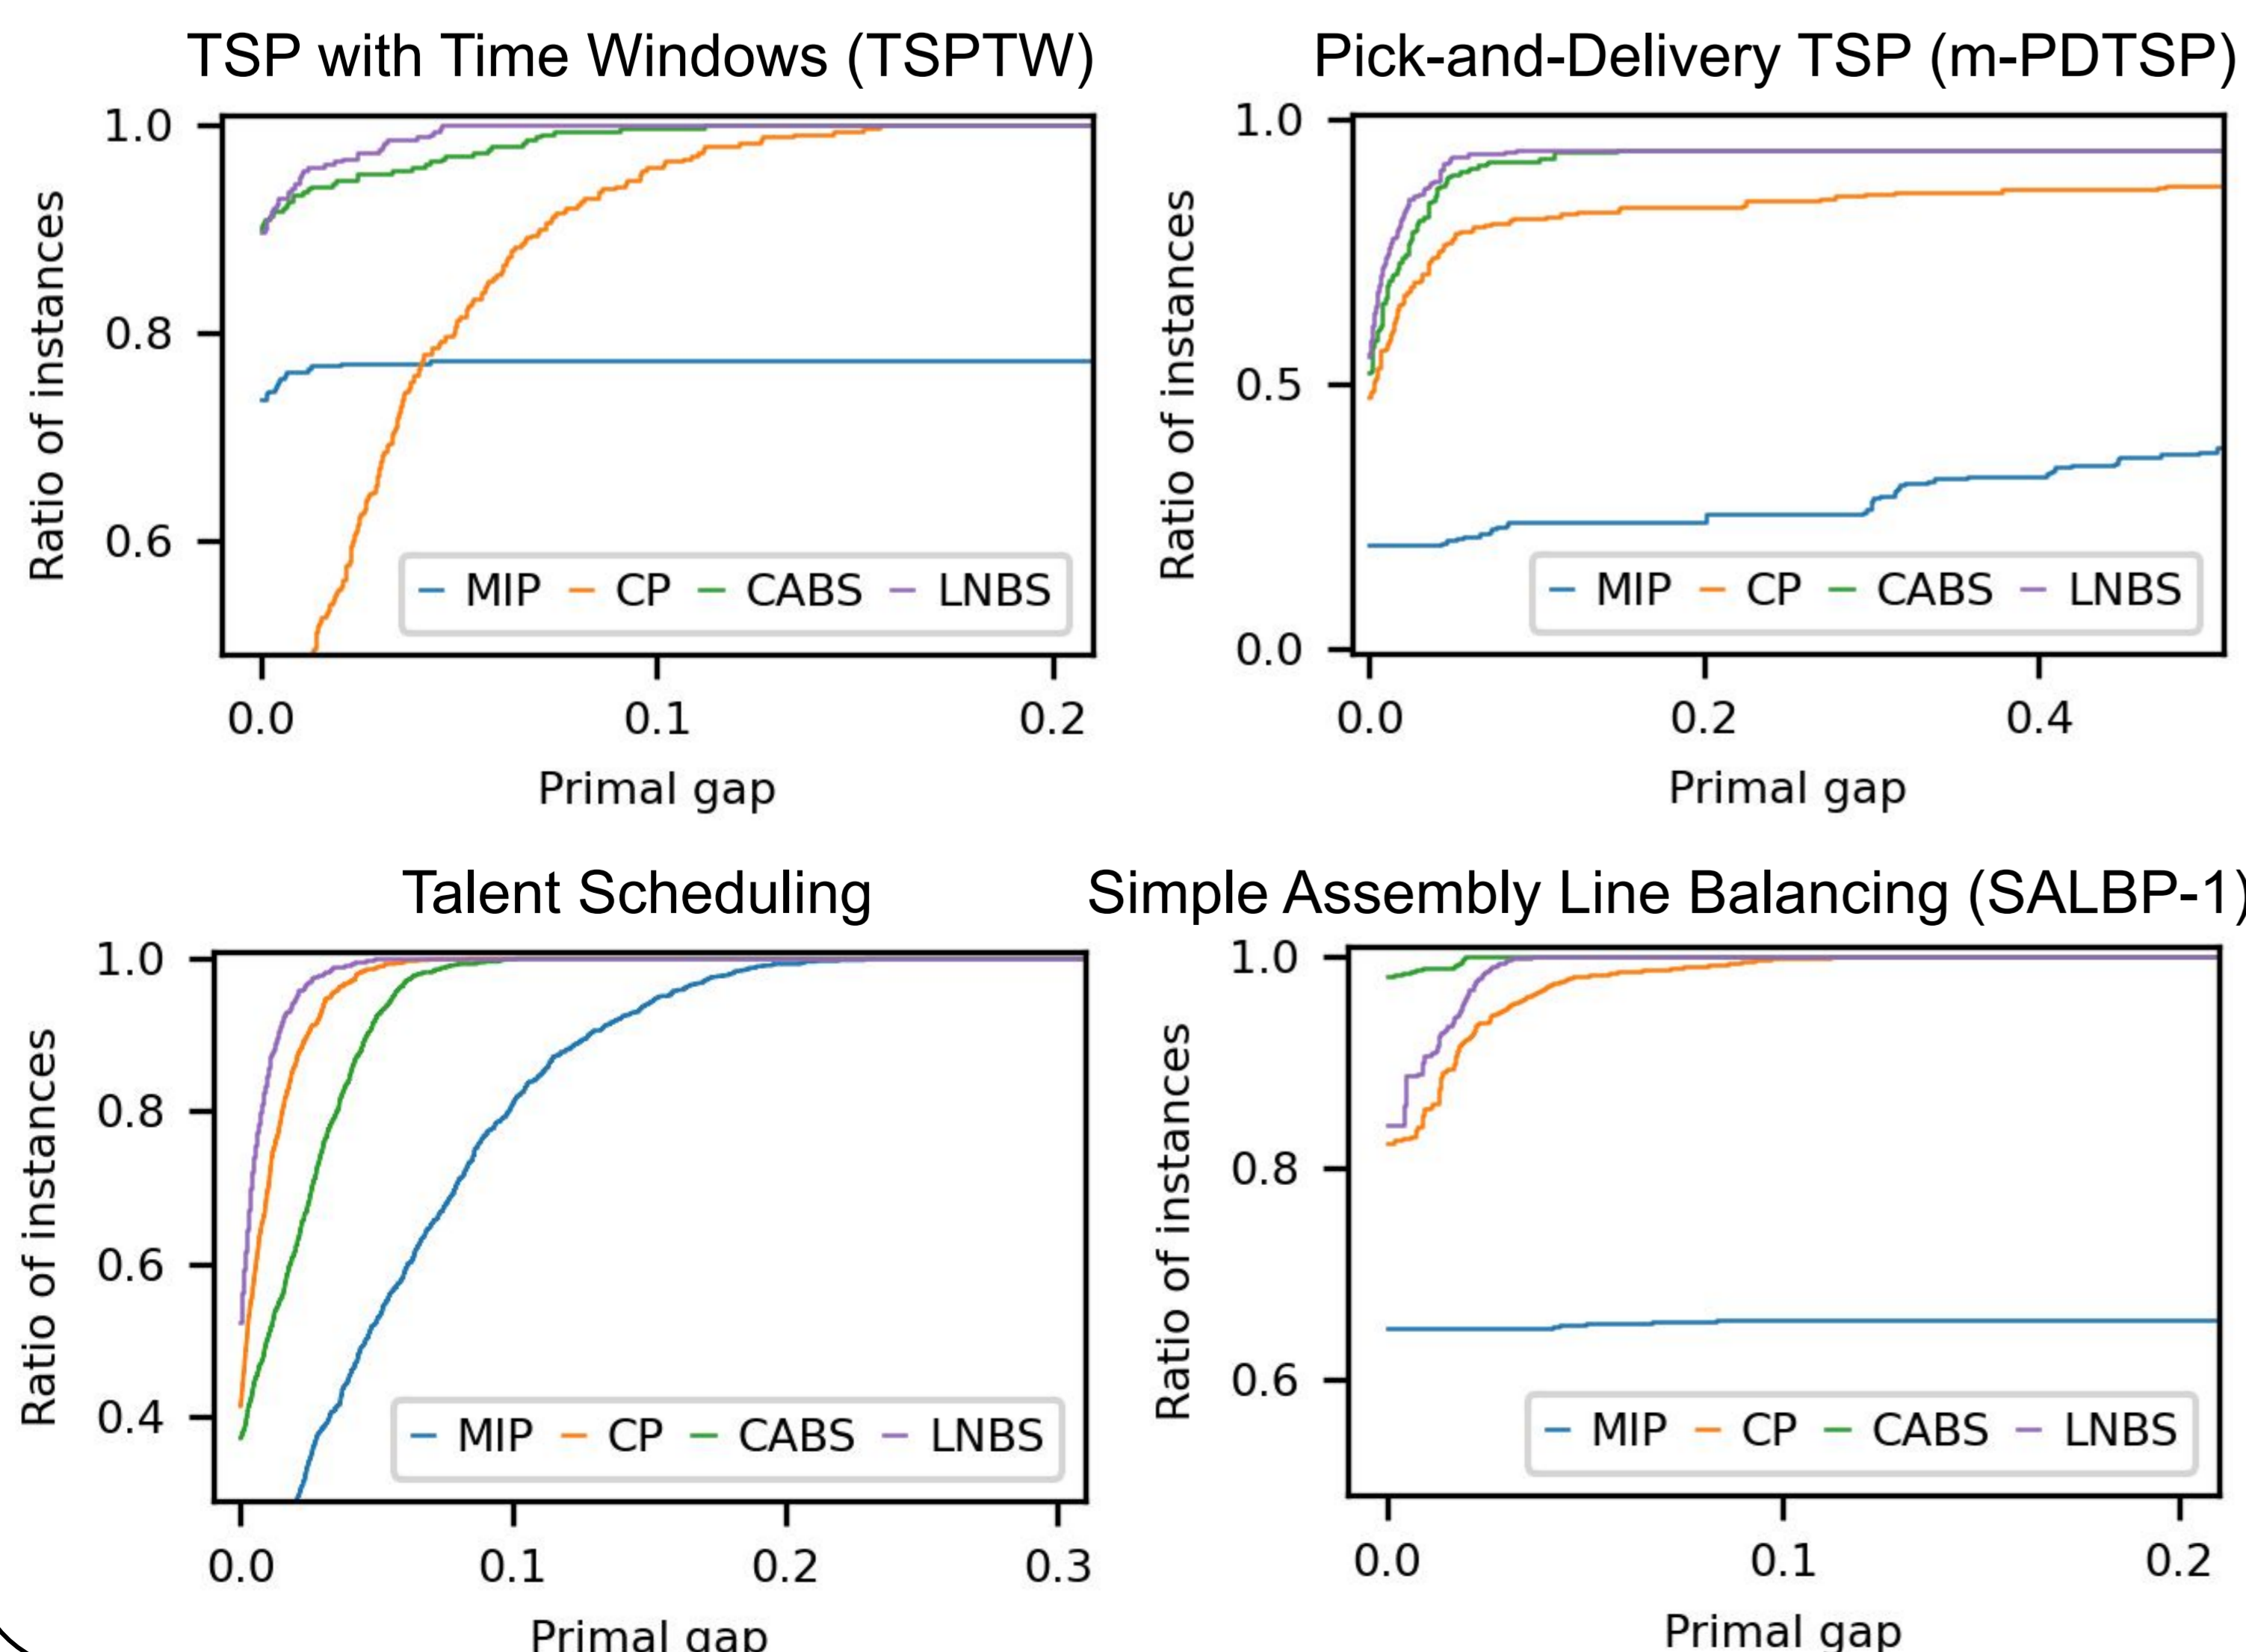 TSP with Time Windows (TSPTW)
1.0
0.8
0.6
Ratio of instances
MIP CP CABS LNBS
0.0 0.1 0.2
Primal gap
Pick-and-Delivery TSP (m-PDTSP)
1.0
0.5
0.0
Ratio of instances
MIP CP CABS LNBS
0.0 0.2 0.4
Primal gap
Talent Scheduling
1.0
0.8
0.6
0.4
Ratio of instances
MIP CP CABS LNBS
0.0 0.1 0.2 0.3
Primal gap
Simple Assembly Line Balancing (SALBP-1)
1.0
0.8
0.6
Ratio of instances
MIP CP CABS LNBS
0.0 0.1 0.2
Primal gap